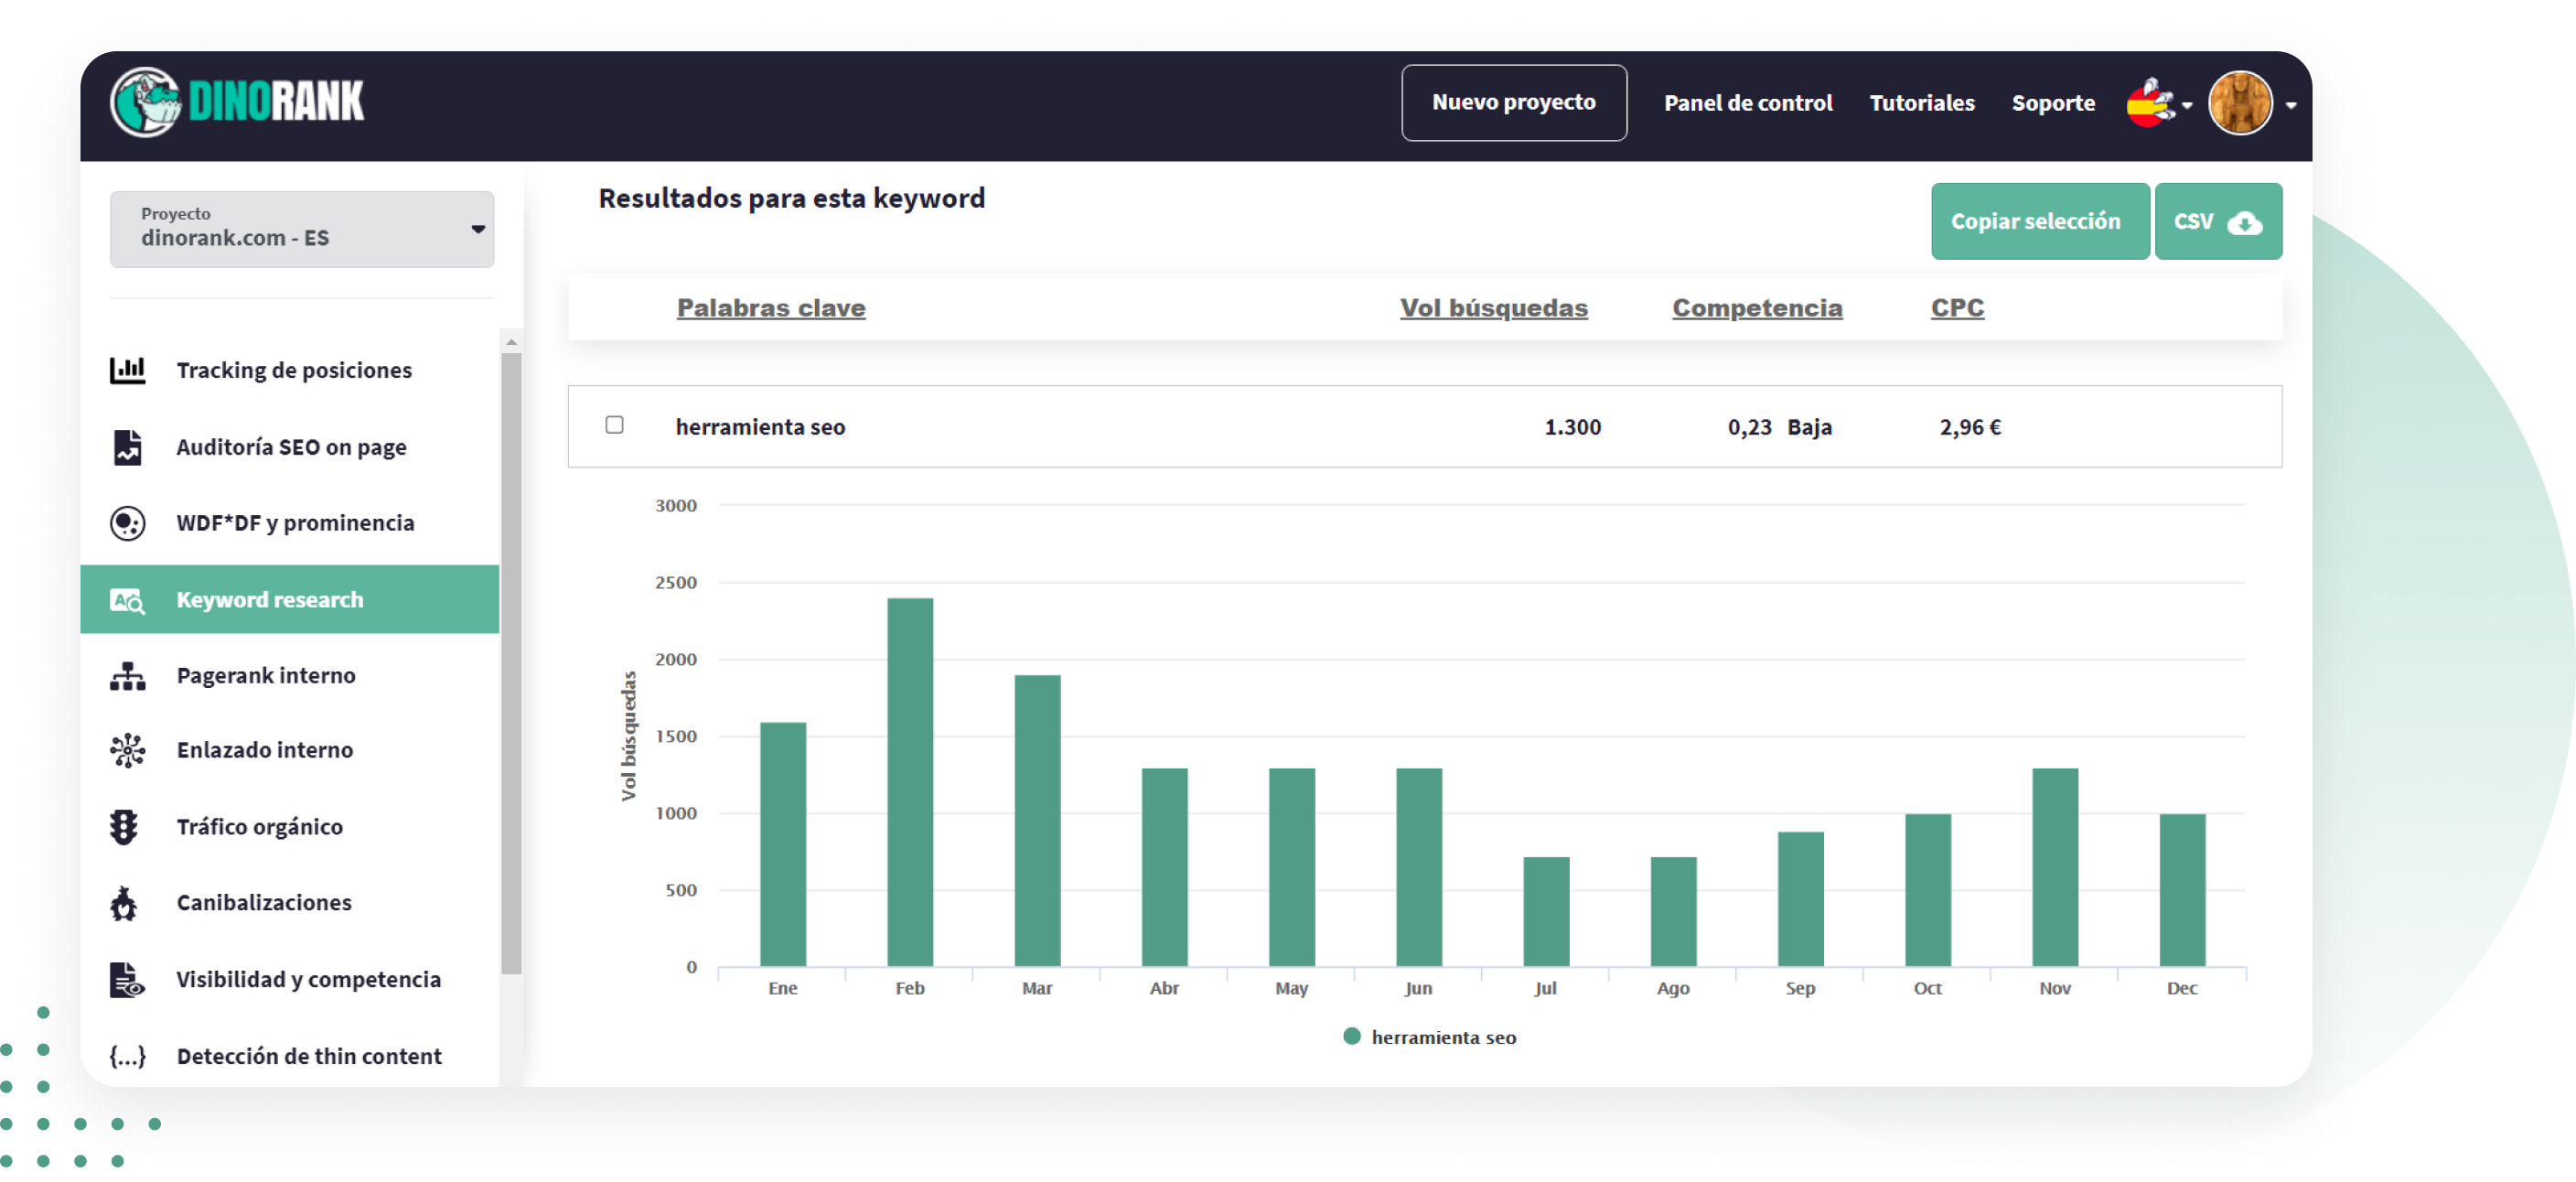 DINORANK
Nuevo proyecto
Panel de control
Tutoriales
Soporte
Proyecto
dinorank.com - ES
Tracking de posiciones
Auditoría SEO on page
WDF*DF y prominencia
Keyword research
Pagerank interno
Enlazado interno
Tráfico orgánico
Canibalizaciones
Visibilidad y competencia
{...} Detección de thin content
Resultados para esta keyword
Copiar selección
CSV
Palabras clave Vol búsquedas Competencia CPC
herramienta seo 1.300 0,23 Baja 2,96 €
Vol búsquedas
3000
2500
2000
1500
1000
500
0
Ene Feb Mar Abr May Jun Jul Ago Sep Oct Nov Dec
herramienta seo